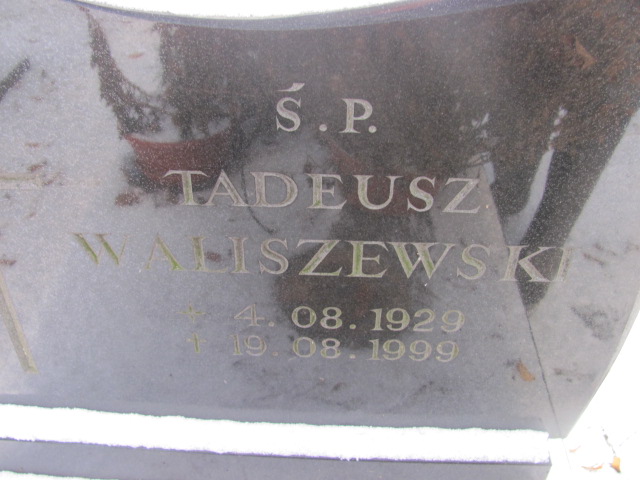 Ś.P.
TADEUSZ
WALISZEWSKI
* 4.08.1929
† 19.08.1999